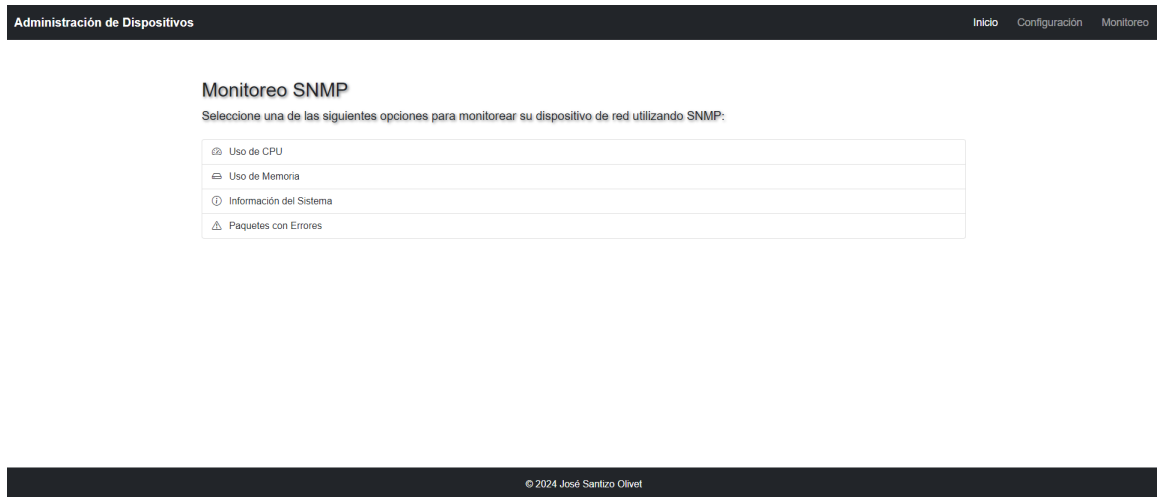 Administración de Dispositivos
Inicio Configuración Monitoreo
Monitoreo SNMP
Seleccione una de las siguientes opciones para monitorear su dispositivo de red utilizando SNMP:
Uso de CPU
Uso de Memoria
Información del Sistema
Paquetes con Errores
© 2024 José Santizo Olivet